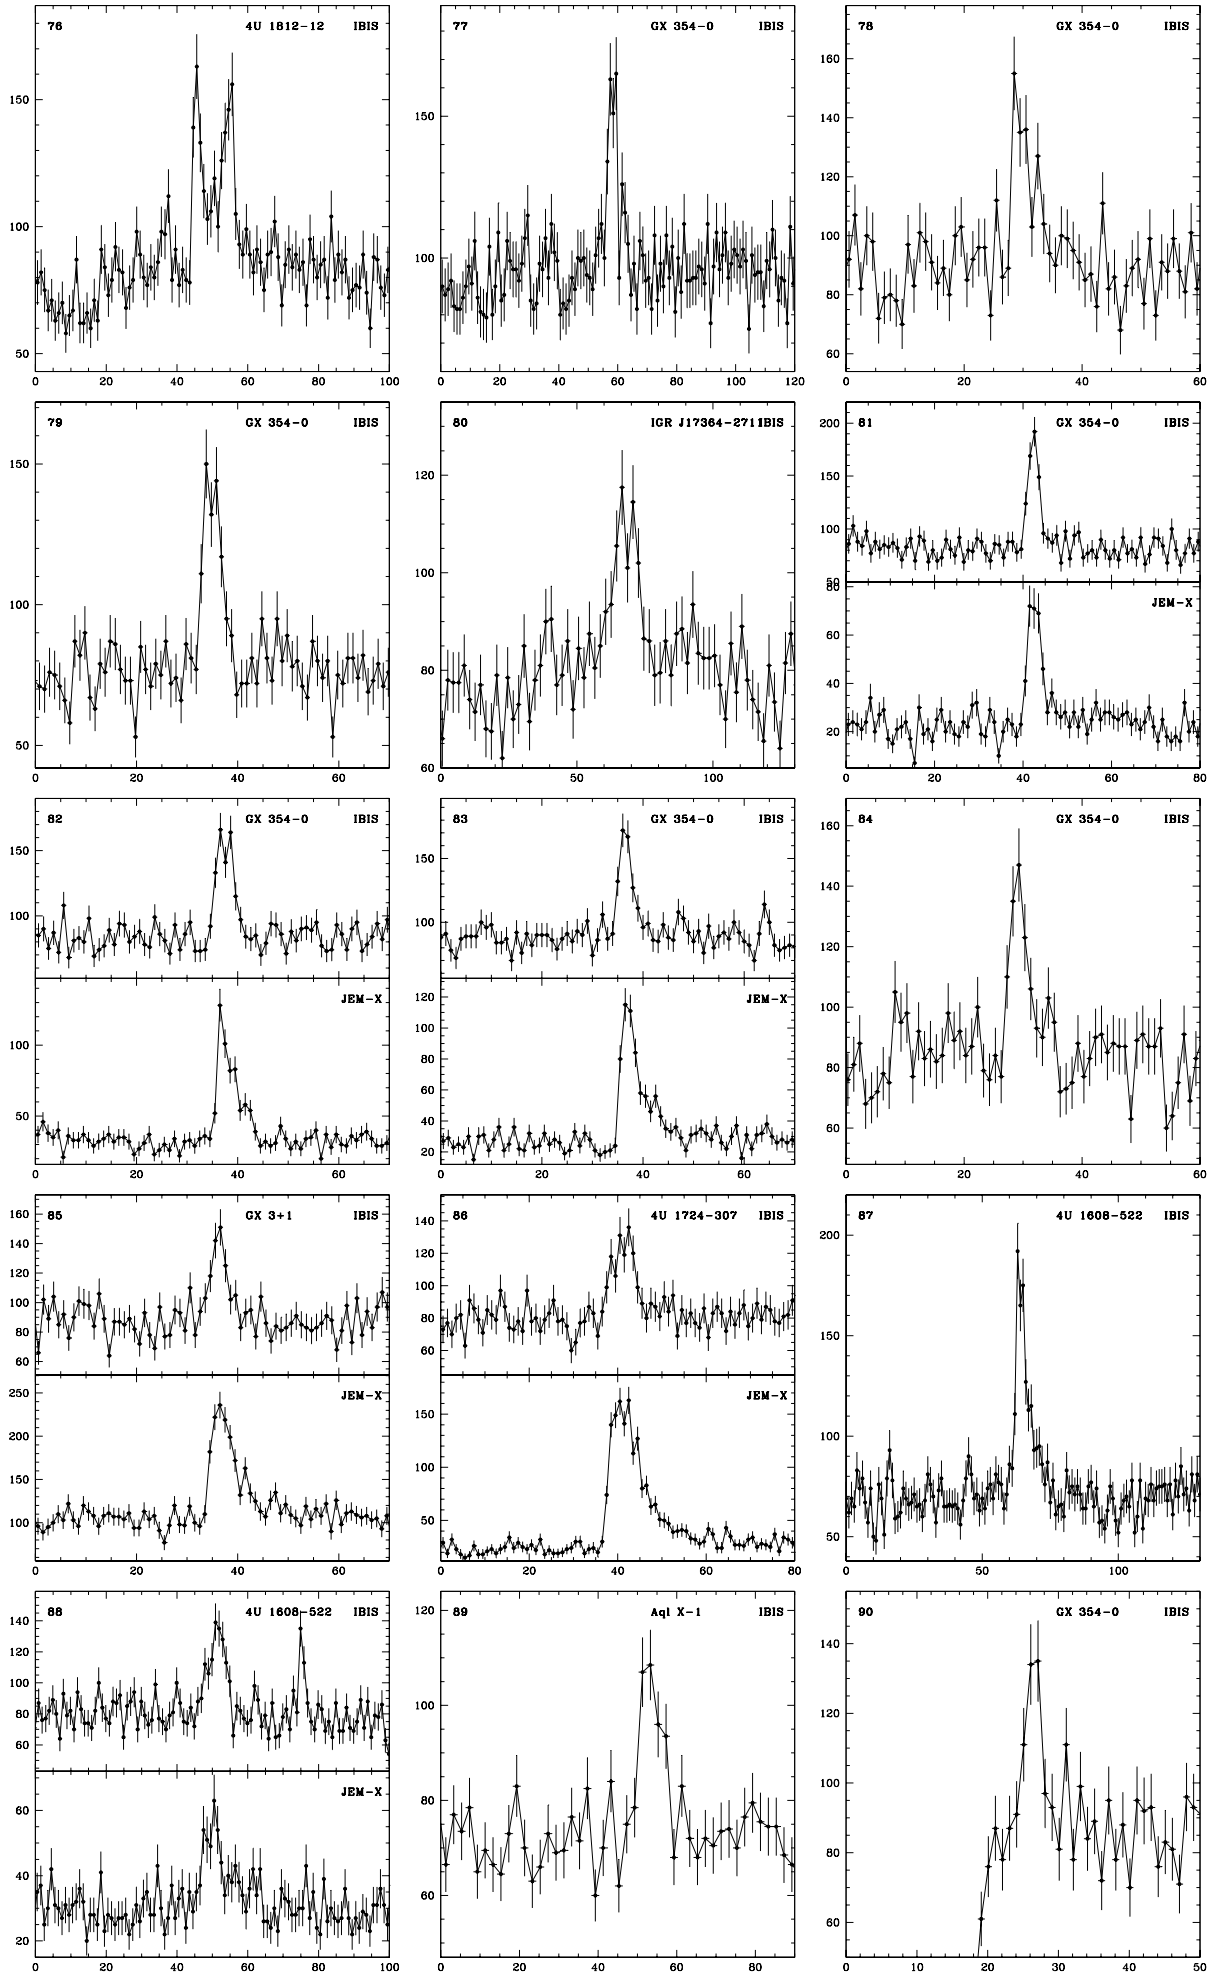 76 4U 1812-12 IBIS
150
100
50
0 20 40 60 80 100
77 GX 354-0 IBIS
150
100
0 20 40 60 80 100 120
78 GX 354-0 IBIS
160
140
120
100
80
60
0 20 40 60
79 GX 354-0 IBIS
150
100
50
0 20 40 60
80 IGR J17364-2711IBIS
120
100
80
60
50 100
81 GX 354-0 IBIS
200
150
100
50
JEM-X
80
60
40
20
0 20 40 60 80
82 GX 354-0 IBIS
150
100
JEM-X
100
50
0 20 40 60
83 GX 354-0 IBIS
150
100
JEM-X
120
100
80
60
40
20
0 20 40 60
84 GX 354-0 IBIS
160
140
120
100
80
60
0 20 40 60
85 GX 3+1 IBIS
160
140
120
100
80
60
JEM-X
250
200
150
100
0 20 40 60
86 4U 1724-307 IBIS
140
120
100
80
60
JEM-X
150
100
50
0 20 40 60 80
87 4U 1608-522 IBIS
200
150
100
50
50 100
88 4U 1608-522 IBIS
140
120
100
80
60
JEM-X
60
40
20
0 20 40 60 80 100
89 Aql X-1 IBIS
120
100
80
60
0 20 40 60 80
90 GX 354-0 IBIS
140
120
100
80
60
0 10 20 30 40 50